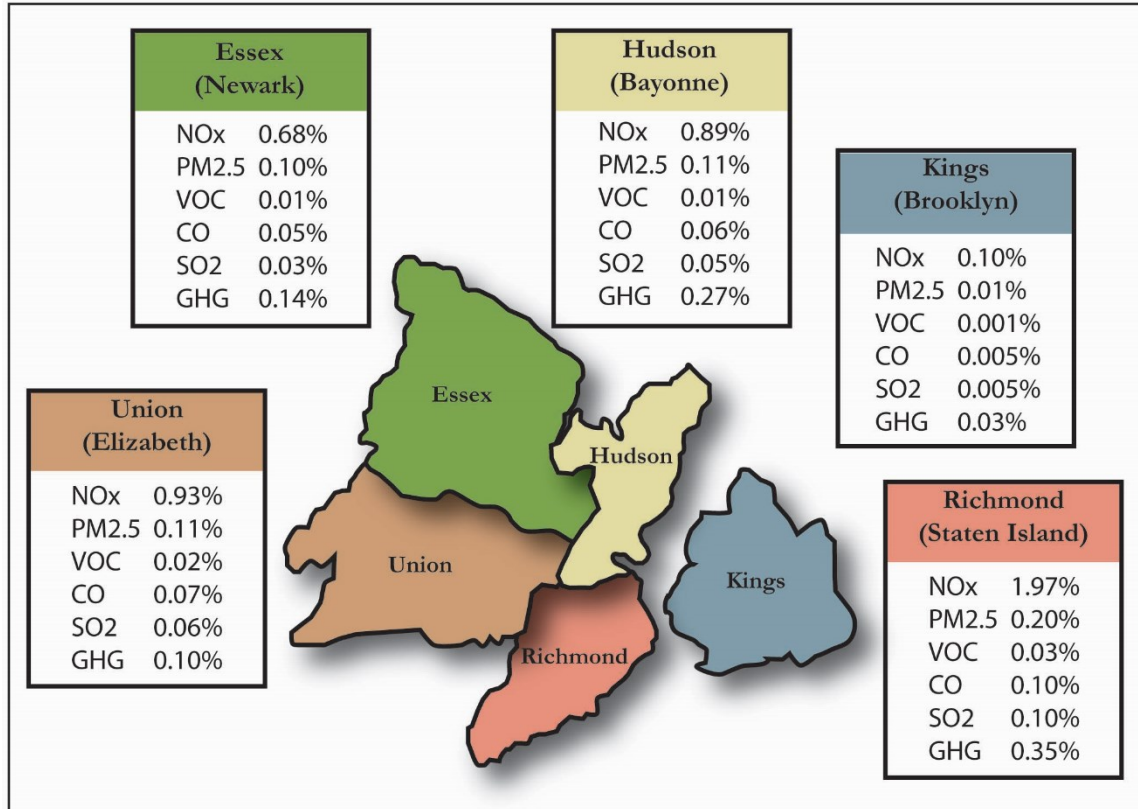 Essex
(Newark)
NOx 0.68%
PM2.5 0.10%
VOC 0.01%
CO 0.05%
SO2 0.03%
GHG 0.14%
Hudson
(Bayonne)
NOx 0.89%
PM2.5 0.11%
VOC 0.01%
CO 0.06%
SO2 0.05%
GHG 0.27%
Kings
(Brooklyn)
NOx 0.10%
PM2.5 0.01%
VOC 0.001%
CO 0.005%
SO2 0.005%
GHG 0.03%
Union
(Elizabeth)
NOx 0.93%
PM2.5 0.11%
VOC 0.02%
CO 0.07%
SO2 0.06%
GHG 0.10%
Richmond
(Staten Island)
NOx 1.97%
PM2.5 0.20%
VOC 0.03%
CO 0.10%
SO2 0.10%
GHG 0.35%
Essex
Hudson
Union
Kings
Richmond